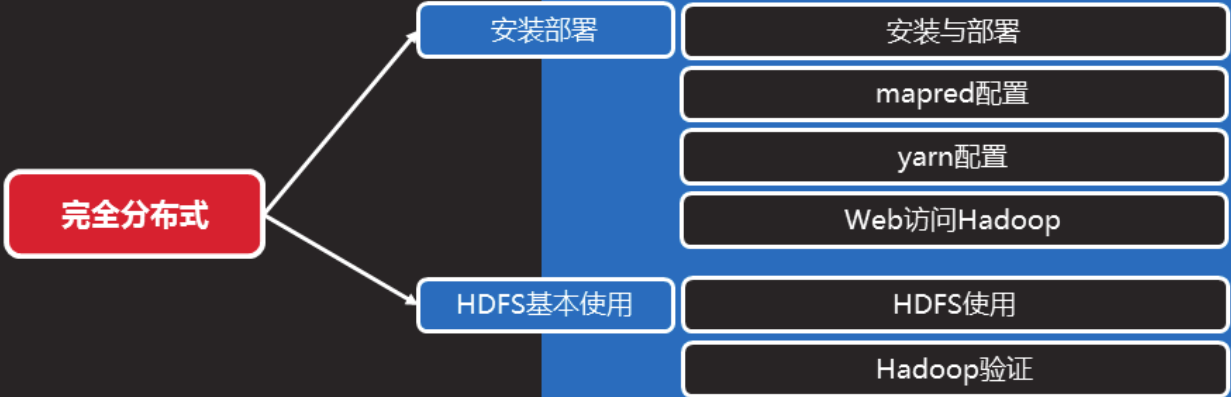 完全分布式
安装部署
安装与部署
mapred配置
yarn配置
Web访问Hadoop
HDFS基本使用
HDFS使用
Hadoop验证